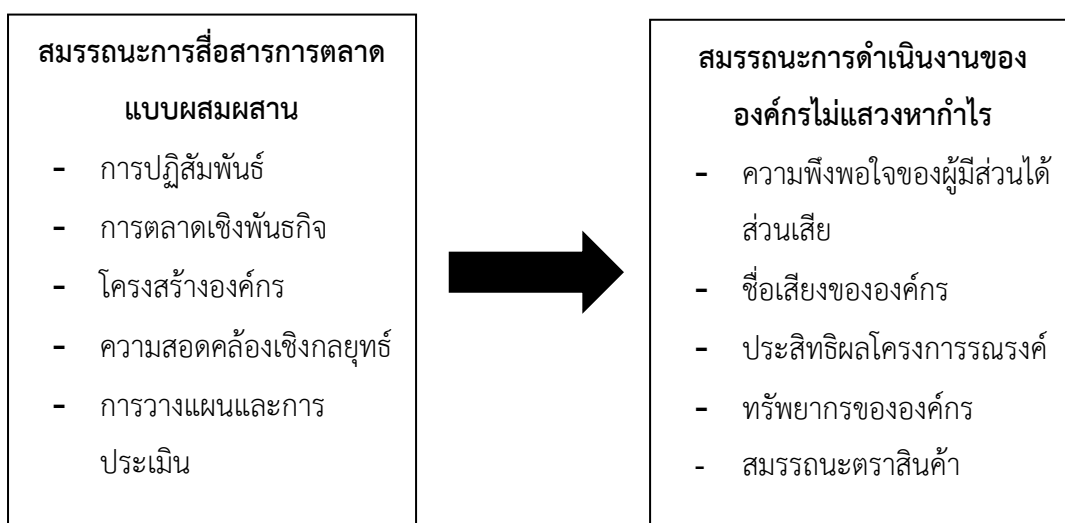 สมรรถนะการสื่อสารการตลาด
แบบผสมผสาน
- การปฏิสัมพันธ์
- การตลาดเชิงพันธกิจ
- โครงสร้างองค์กร
- ความสอดคล้องเชิงกลยุทธ์
- การวางแผนและการ
ประเมิน
สมรรถนะการดำเนินงานของ
องค์กรไม่แสวงหากำไร
- ความพึงพอใจของผู้มีส่วนได้
ส่วนเสีย
- ชื่อเสียงขององค์กร
- ประสิทธิผลโครงการรณรงค์
- ทรัพยากรขององค์กร
- สมรรถนะตราสินค้า